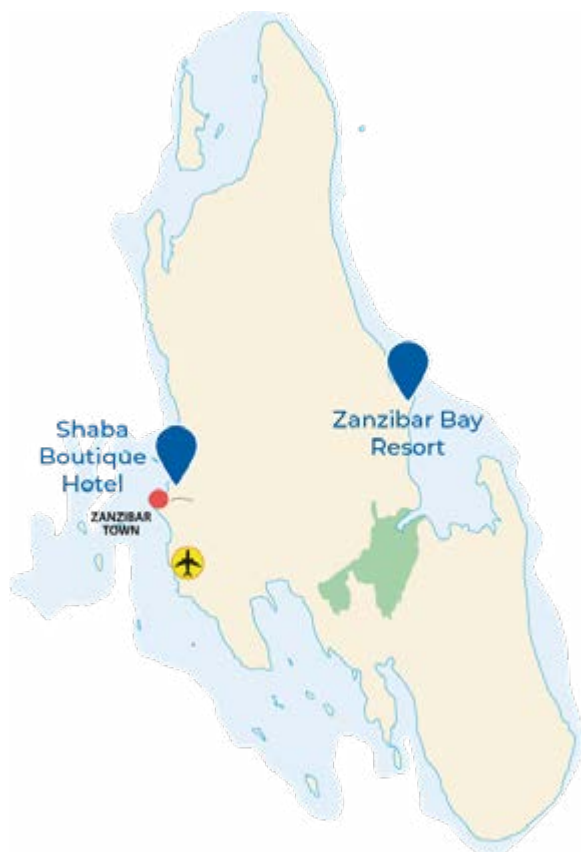 Zanzibar Bay
Resort
Shaba
Boutique
Hotel
ZANZIBAR
TOWN